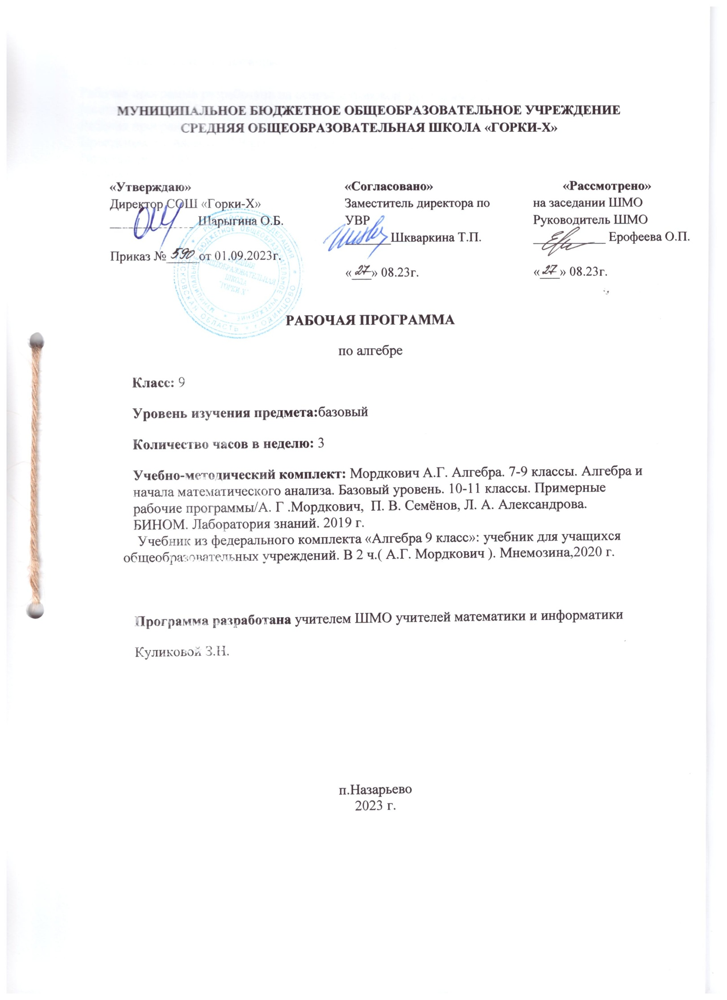 МУНИЦИПАЛЬНОЕ БЮДЖЕТНОЕ ОБЩЕОБРАЗОВАТЕЛЬНОЕ УЧРЕЖДЕНИЕ
СРЕДНЯЯ ОБЩЕОБРАЗОВАТЕЛЬНАЯ ШКОЛА «ГОРКИ-Х»
«Утверждаю»
Директор СОШ «Горки-Х»
Шарыгина О.Б.
Приказ № 590 от 01.09.2023г.
«Согласовано»
Заместитель директора по
УВР
Шкваркина Т.П.
«27» 08.23г.
«Рассмотрено»
на заседании ШМО
Руководитель ШМО
Ерофеева О.П.
«27» 08.23г.
РОССИЙСКАЯ ФЕДЕРАЦИЯ * МОСКОВСКАЯ ОБЛАСТЬ * г.ОДИНЦОВО *
МУНИЦИПАЛЬНОЕ БЮДЖЕТНОЕ ОБЩЕОБРАЗОВАТЕЛЬНОЕ УЧРЕЖДЕНИЕ *
СРЕДНЯЯ
ОБЩЕОБРАЗОВАТЕЛЬНАЯ
ШКОЛА
"ГОРКИ-Х"
РАБОЧАЯ ПРОГРАММА
по алгебре
Класс: 9
Уровень изучения предмета:базовый
Количество часов в неделю: 3
Учебно-методический комплект: Мордкович А.Г. Алгебра. 7-9 классы. Алгебра и
начала математического анализа. Базовый уровень. 10-11 классы. Примерные
рабочие программы/А. Г .Мордкович, П. В. Семёнов, Л. А. Александрова.
БИНОМ. Лаборатория знаний. 2019 г.
Учебник из федерального комплекта «Алгебра 9 класс»: учебник для учащихся
общеобразовательных учреждений. В 2 ч.( А.Г. Мордкович ). Мнемозина,2020 г.
Программа разработана учителем ШМО учителей математики и информатики
Куликовой З.Н.
п.Назарьево
2023 г.